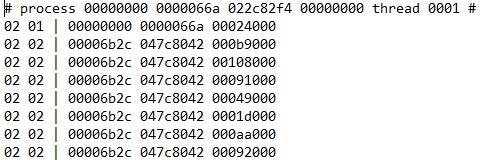 # process 00000000 0000066a 022c82f4 00000000 thread 0001 #
02 01 | 00000000 0000066a 00024000
02 02 | 00006b2c 047c8042 000b9000
02 02 | 00006b2c 047c8042 00108000
02 02 | 00006b2c 047c8042 00091000
02 02 | 00006b2c 047c8042 00049000
02 02 | 00006b2c 047c8042 0001d000
02 02 | 00006b2c 047c8042 000aa000
02 02 | 00006b2c 047c8042 00092000